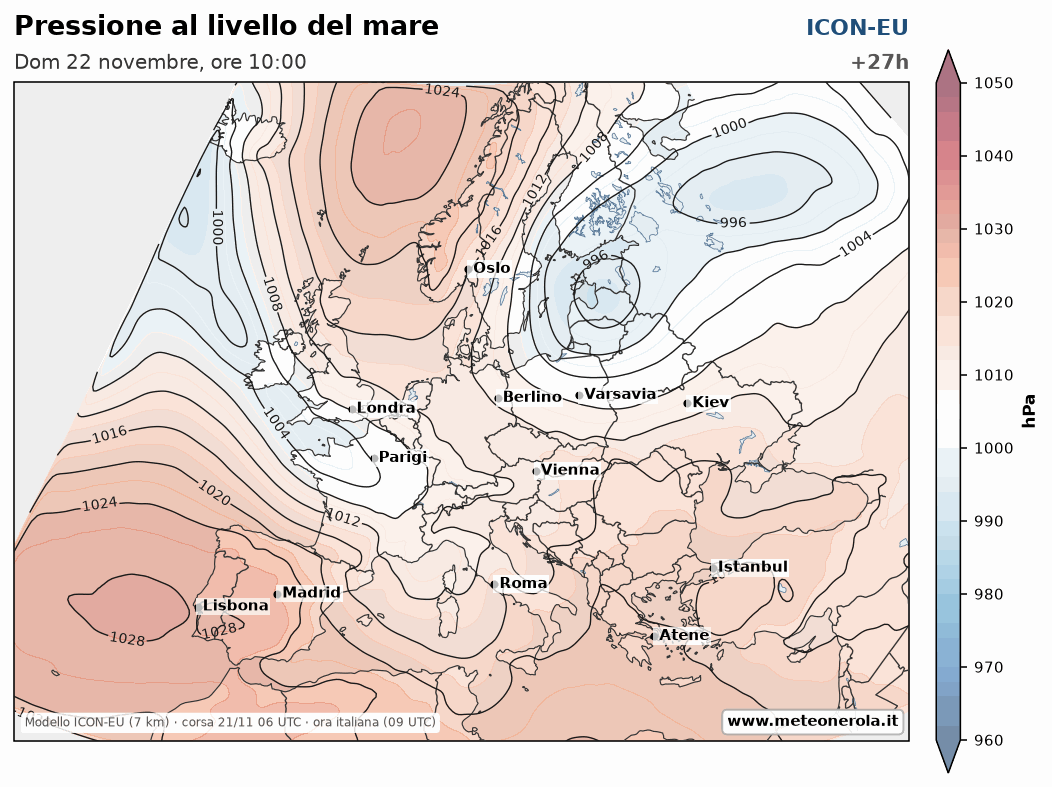 Pressione al livello del mare
ICON-EU
Dom 22 novembre, ore 10:00
+27h
1024
1000
1008
1012
1016
996
996
1004
1000
1008
1004
1016
1020
1024
1012
1028
1028
Oslo
Londra
Berlino
Varsavia
Kiev
Parigi
Vienna
Istanbul
Roma
Madrid
Lisbona
Atene
1050
1040
1030
1020
1010
1000
990
980
970
960
hPa
Modello ICON-EU (7 km) · corsa 21/11 06 UTC · ora italiana (09 UTC)
www.meteonerola.it